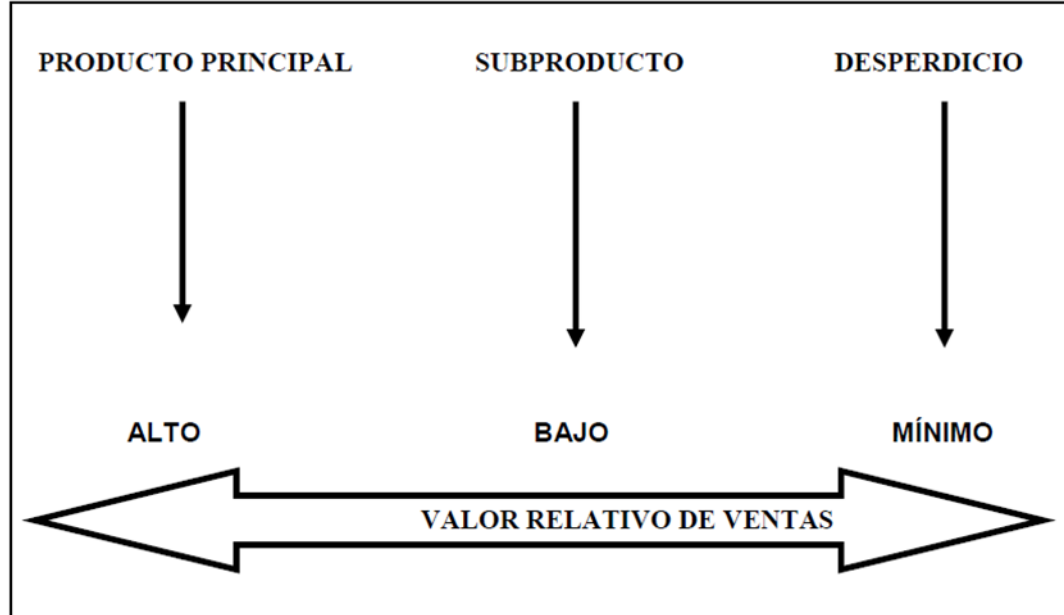 PRODUCTO PRINCIPAL SUBPRODUCTO DESPERDICIO
ALTO BAJO MÍNIMO
VALOR RELATIVO DE VENTAS